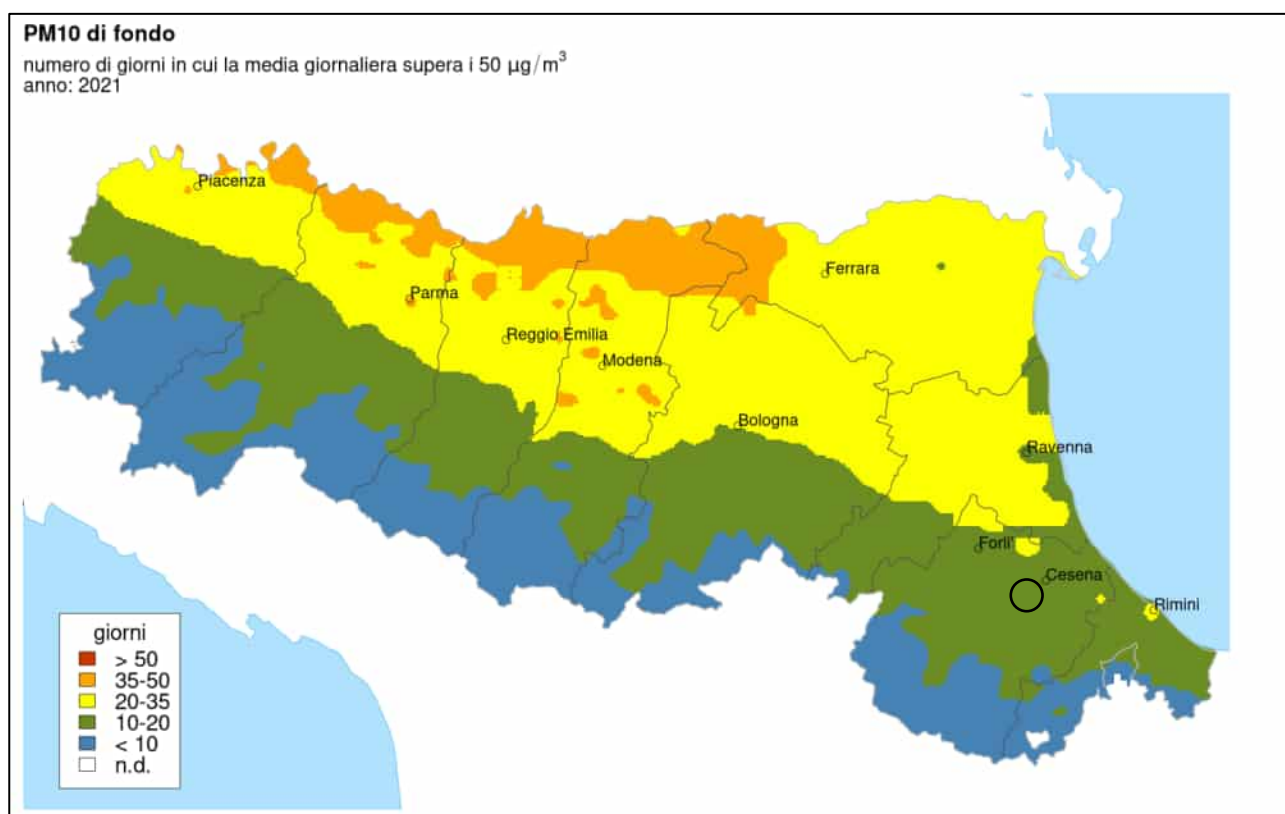 PM10 di fondo
numero di giorni in cui la media giornaliera supera i 50 µg/m³
anno: 2021
Piacenza
Ferrara
Parma
Reggio Emilia
Modena
Bologna
Ravenna
Forli'
Cesena
Rimini
giorni
> 50
35-50
20-35
10-20
< 10
n.d.